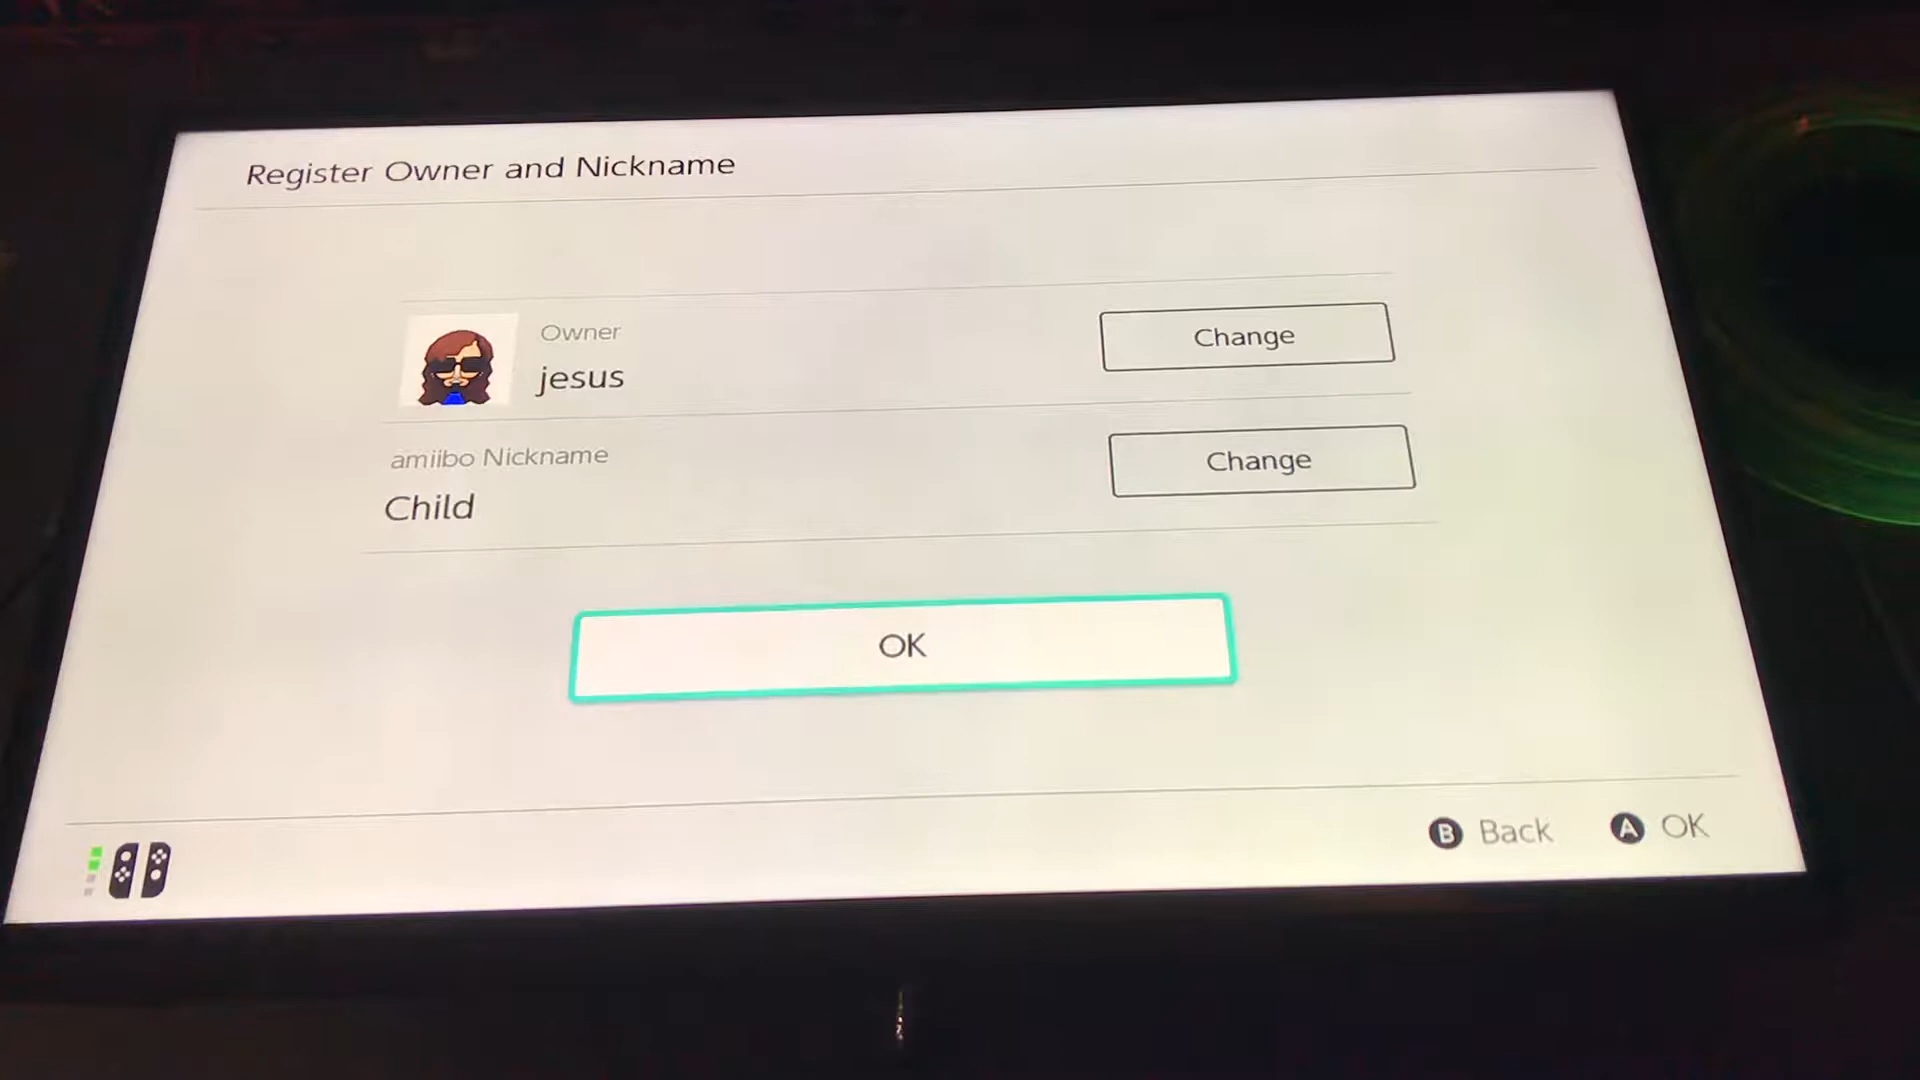 Register Owner and Nickname
Owner
jesus
Change
amiibo Nickname
Child
Change
OK
B Back
A OK